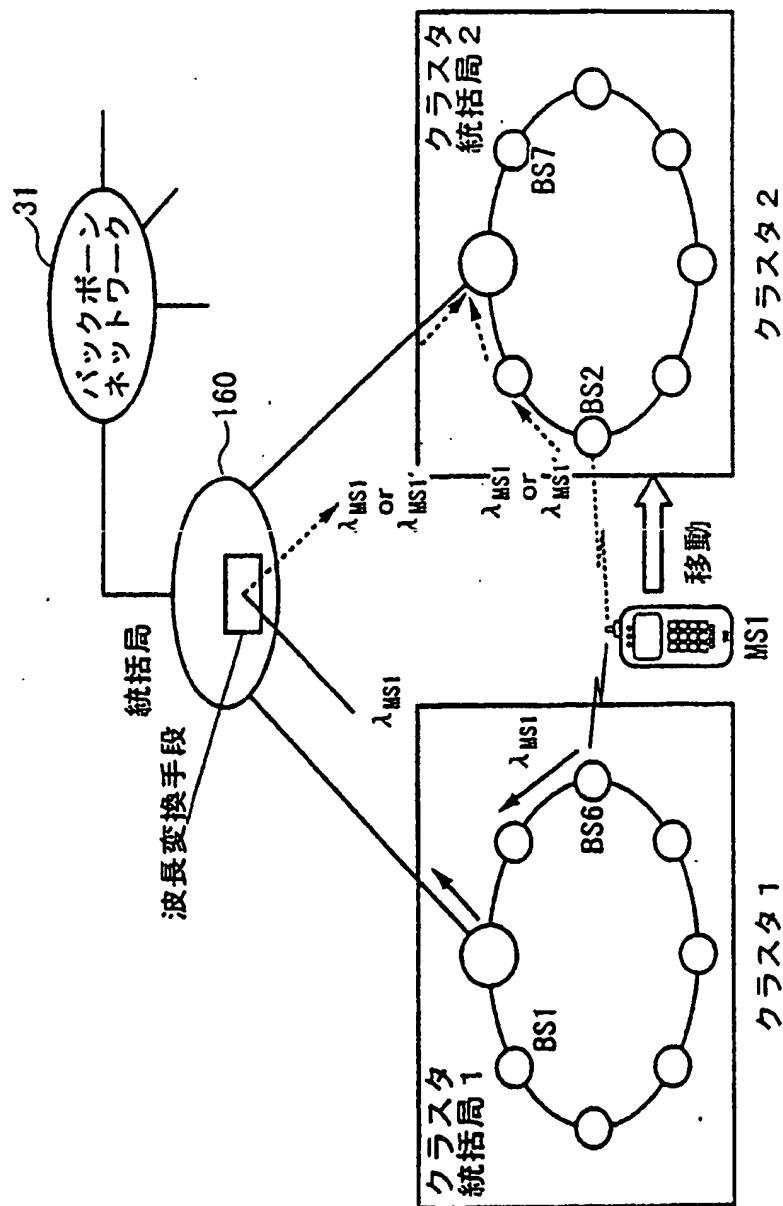 31
バックボーン
ネットワーク
160
統括局
波長変換手段
λMS1
λMS1
or
λMS1'
λMS1
or
λMS1'
クラスタ
統括局1
BS1
BS6
λMS1
クラスタ1
MS1
移動
クラスタ
統括局2
BS7
BS2
クラスタ2